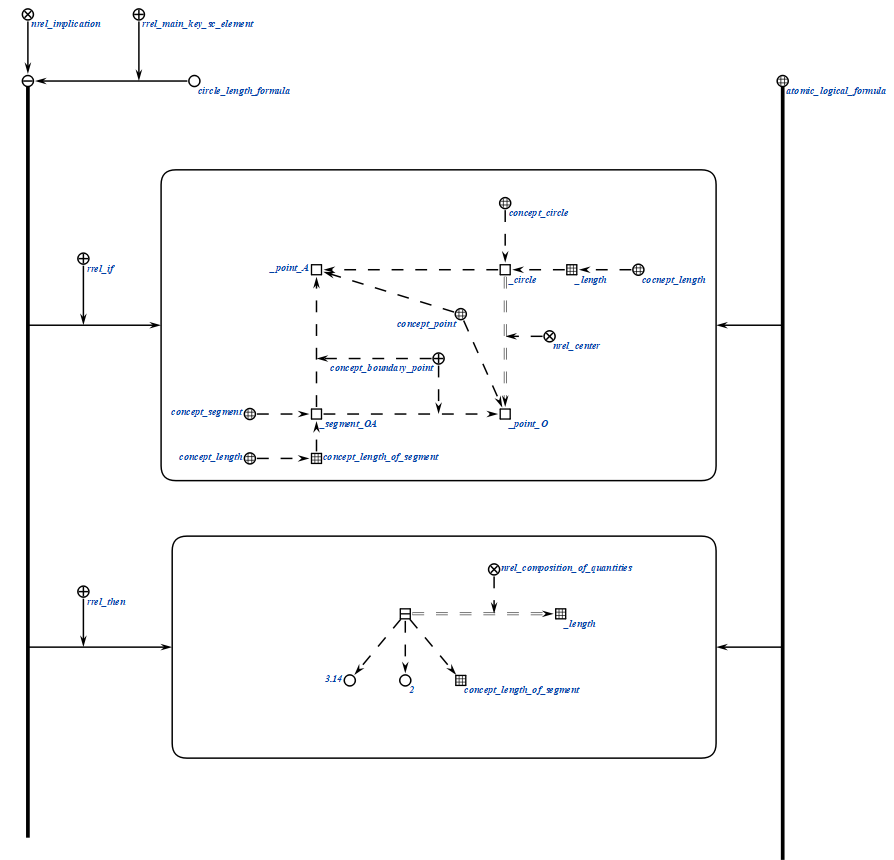 nrel_implication
rrel_main_key_sc_element
circle_length_formula
atomic_logical_formula
concept_circle
rrel_if
_point_A
_circle
_length
cocnept_length
concept_point
nrel_center
concept_boundary_point
concept_segment
_segment_OA
_point_O
concept_length
concept_length_of_segment
nrel_composition_of_quantities
rrel_then
_length
3.14
2
concept_length_of_segment